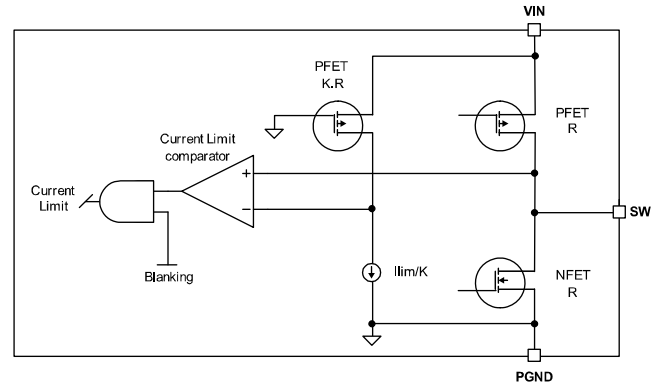 VIN
PFET
K.R
PFET
R
Current Limit
comparator
+
−
Current
Limit
Blanking
SW
Ilim/K
NFET
R
PGND